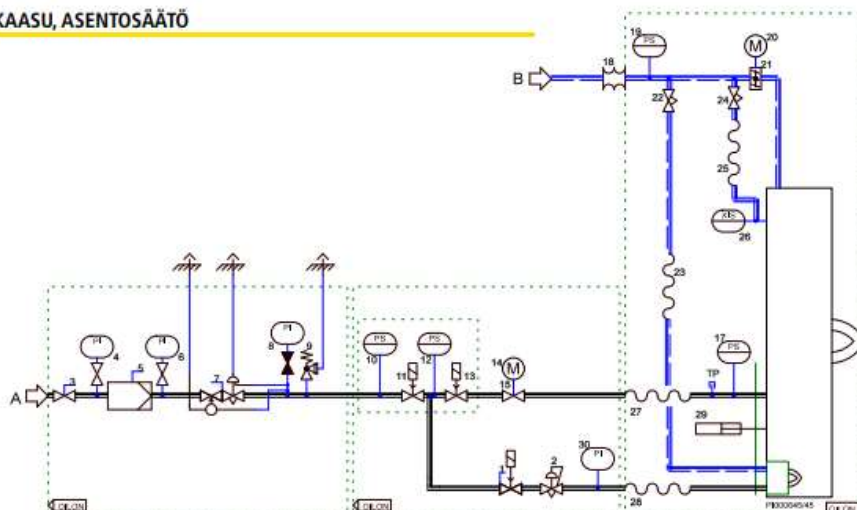 KAASU, ASENTOSÄÄTÖ
19
PS
M
20
18
21
B
22
24
25
XIS
26
23
PI
4
PI
6
PI
8
9
3
5
7
A
PS
10
PS
12
11
13
14
M
15
17
PS
TP
27
29
30
PI
1
2
28
PI000045/45
OILON
OILON
OILON